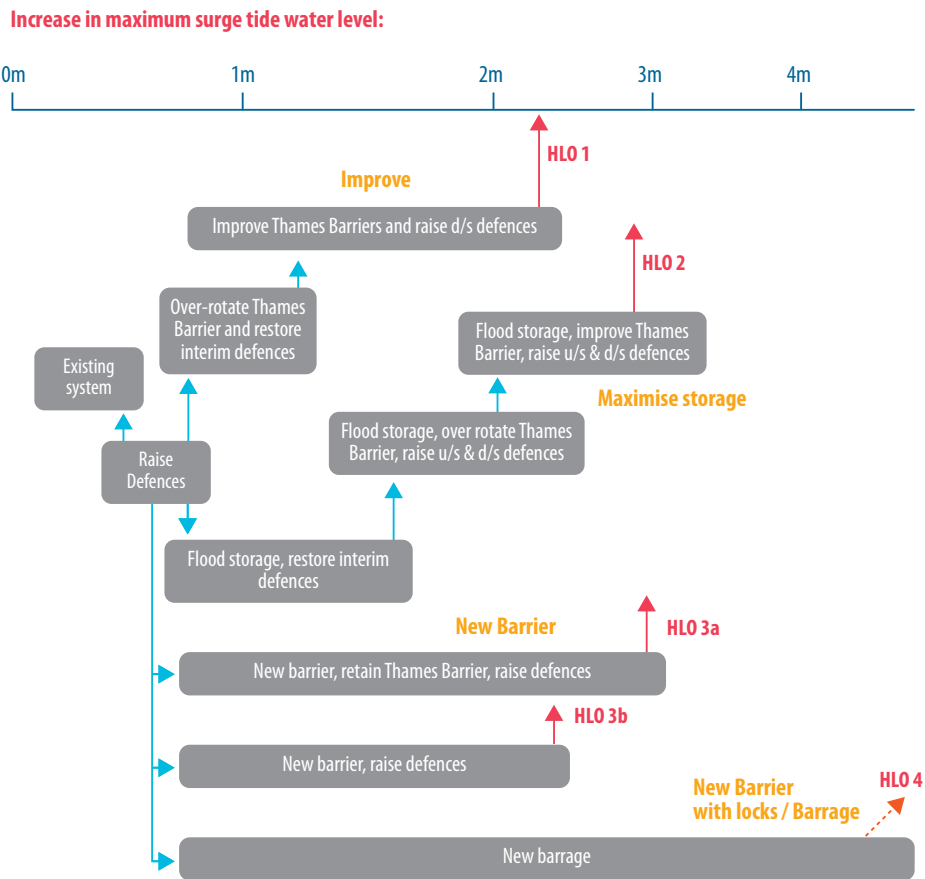 Increase in maximum surge tide water level:
0m
1m
2m
3m
4m
HLO 1
Improve
Improve Thames Barriers and raise d/s defences
HLO 2
Over-rotate Thames
Barrier and restore
interim defences
Flood storage, improve Thames
Barrier, raise u/s & d/s defences
Existing
system
Maximise storage
Flood storage, over rotate Thames
Barrier, raise u/s & d/s defences
Raise
Defences
Flood storage, restore interim
defences
New Barrier
HLO 3a
New barrier, retain Thames Barrier, raise defences
HLO 3b
New barrier, raise defences
HLO 4
New Barrier
with locks / Barrage
New barrage